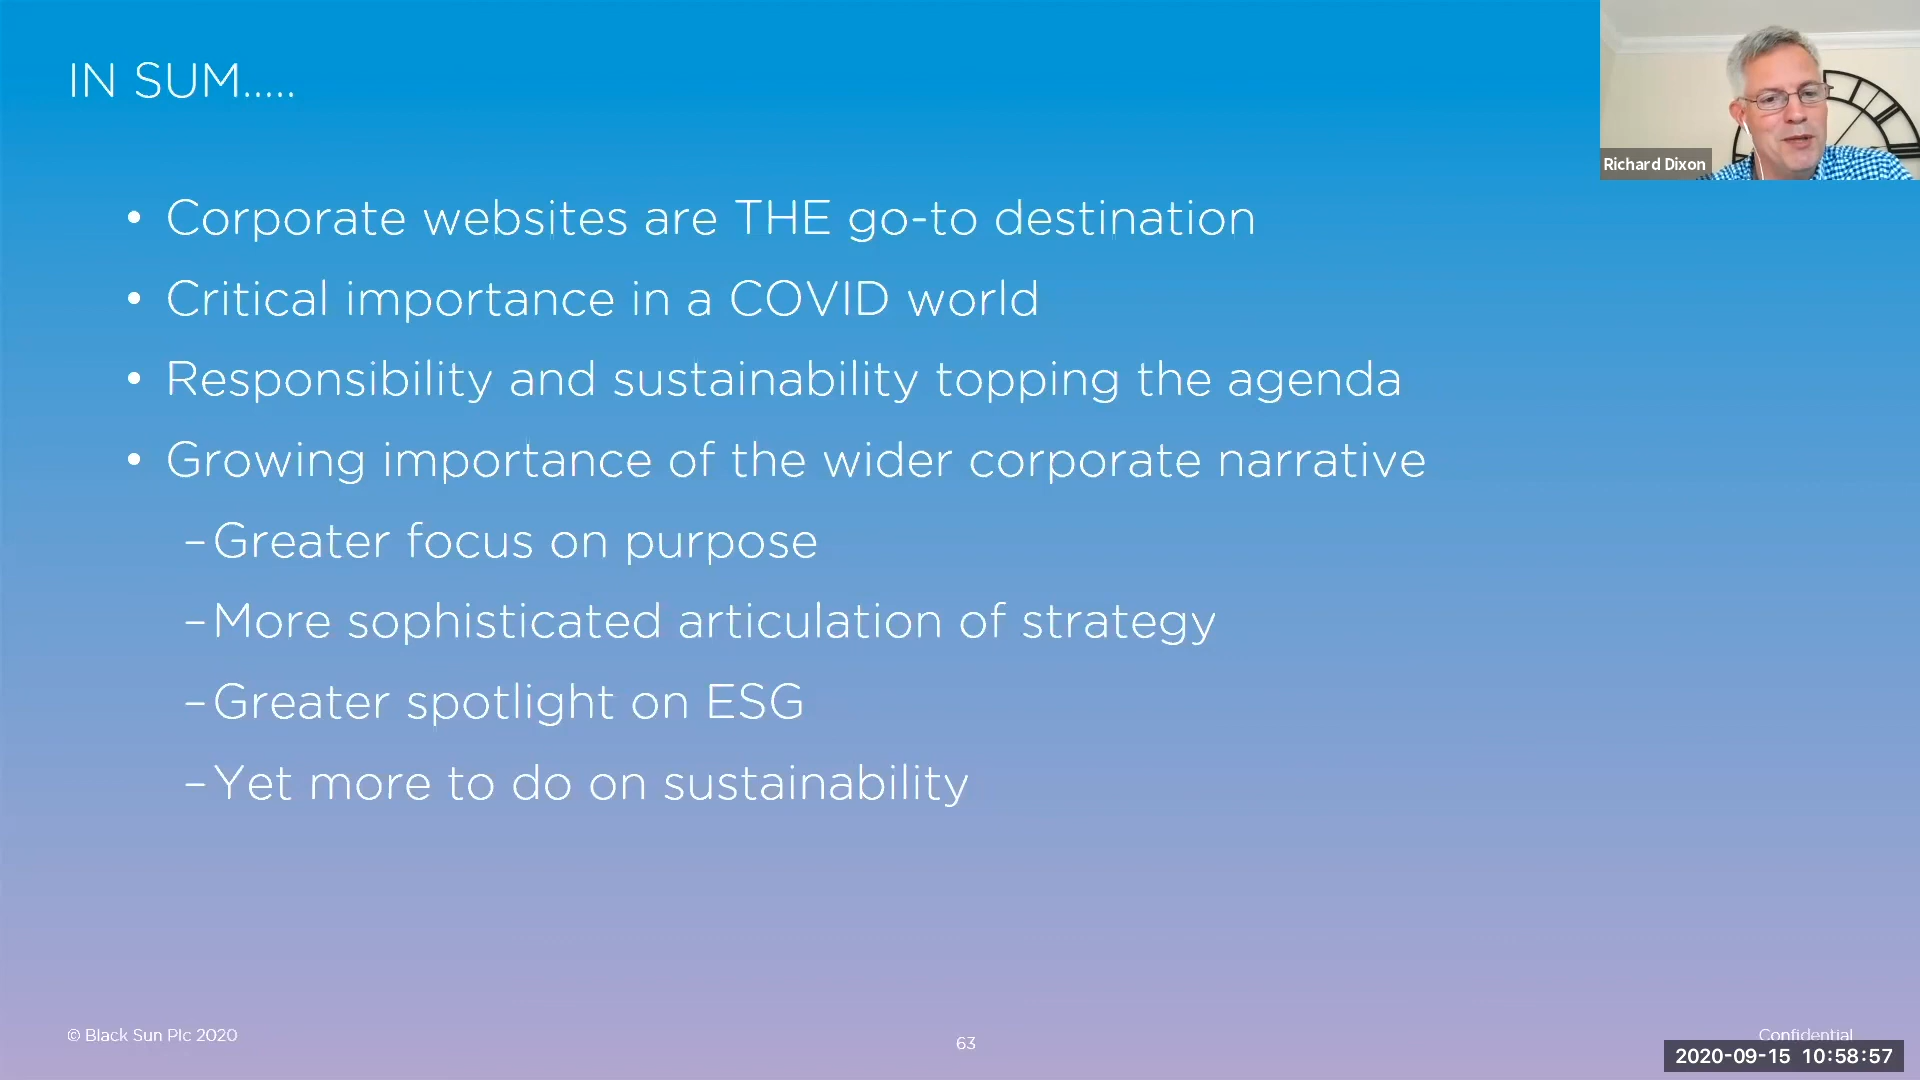 IN SUM.....
Richard Dixon
• Corporate websites are THE go-to destination
• Critical importance in a COVID world
• Responsibility and sustainability topping the agenda
• Growing importance of the wider corporate narrative
– Greater focus on purpose
– More sophisticated articulation of strategy
– Greater spotlight on ESG
– Yet more to do on sustainability
© Black Sun Plc 2020
63
Confidential
2020-09-15 10:58:57